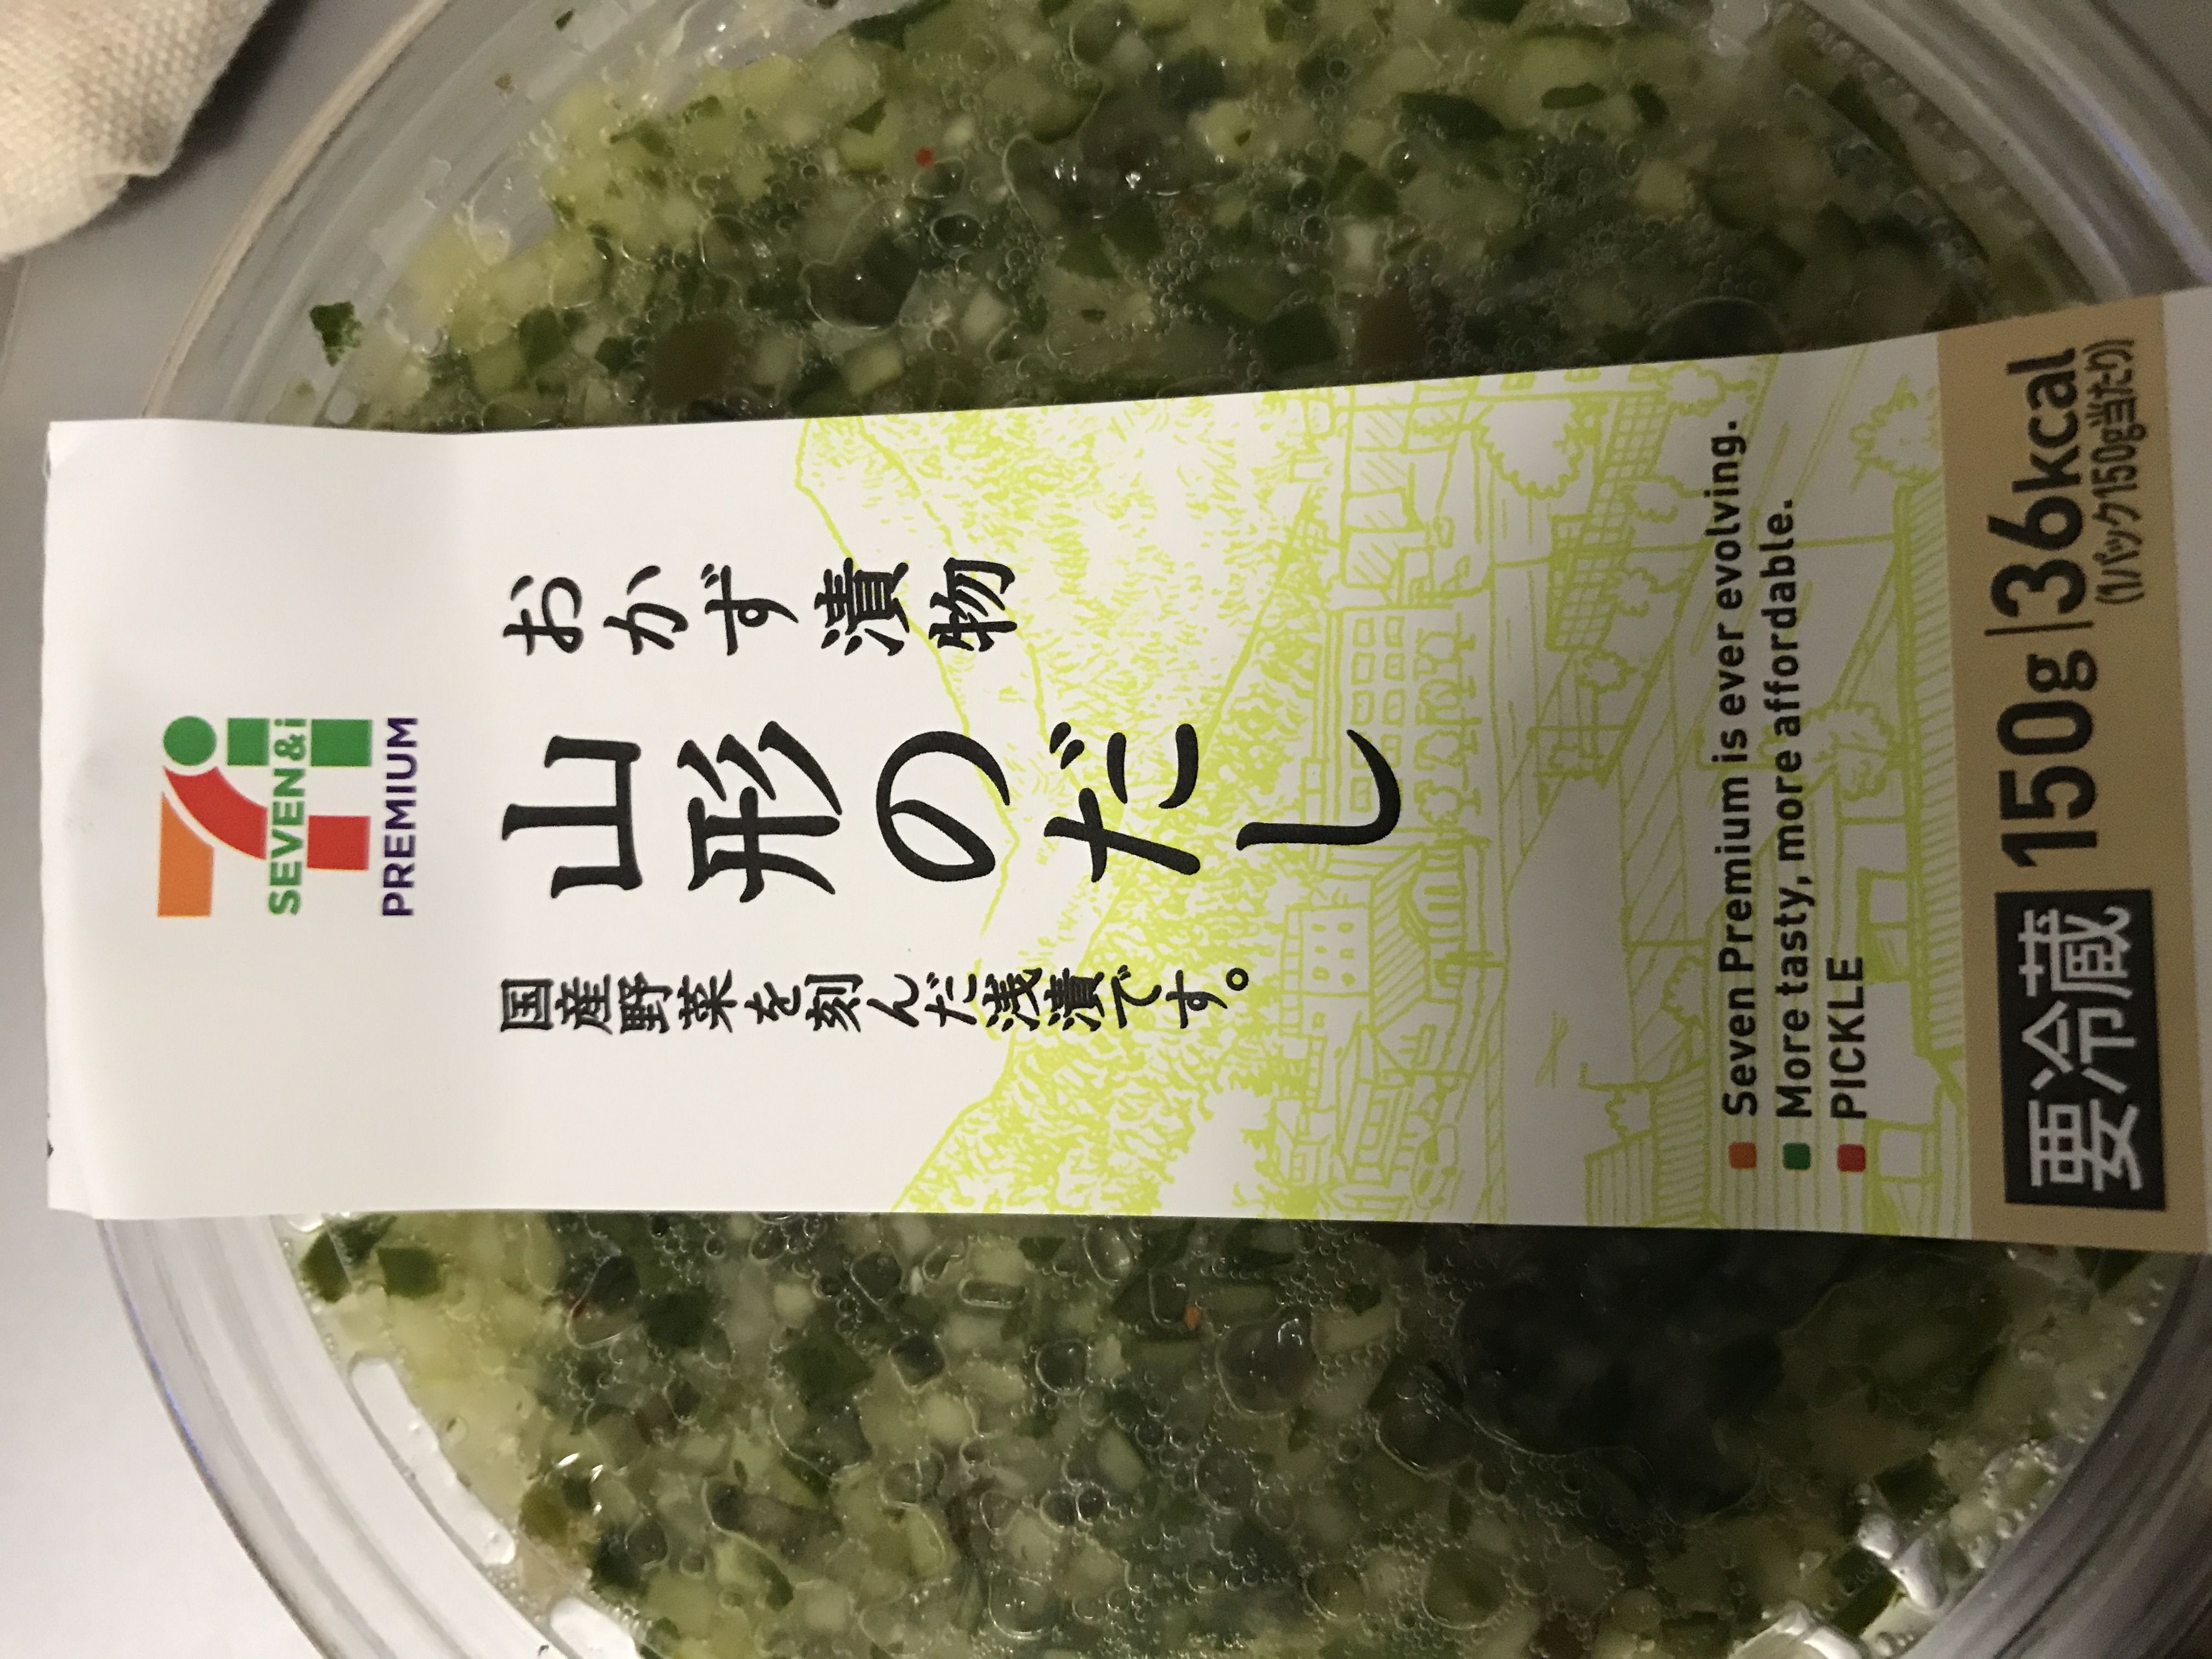 SEVEN&i
PREMIUM
おかず漬物
山形のだし
国産野菜を刻んだ浅漬です。
Seven Premium is ever evolving.
More tasty, more affordable.
PICKLE
要冷蔵 150g|36kcal
(1パック150g当たり)